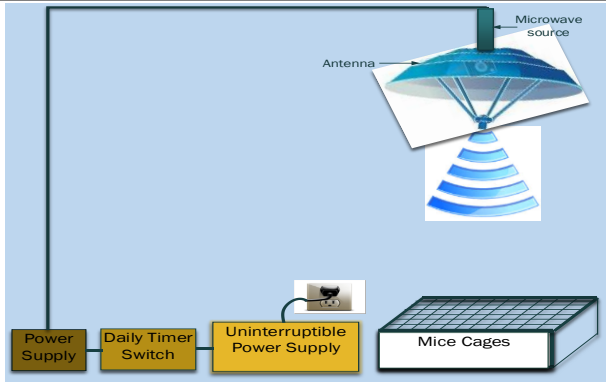 Microwave
source
Antenna
Power
Supply
Daily Timer
Switch
Uninterruptible
Power Supply
Mice Cages